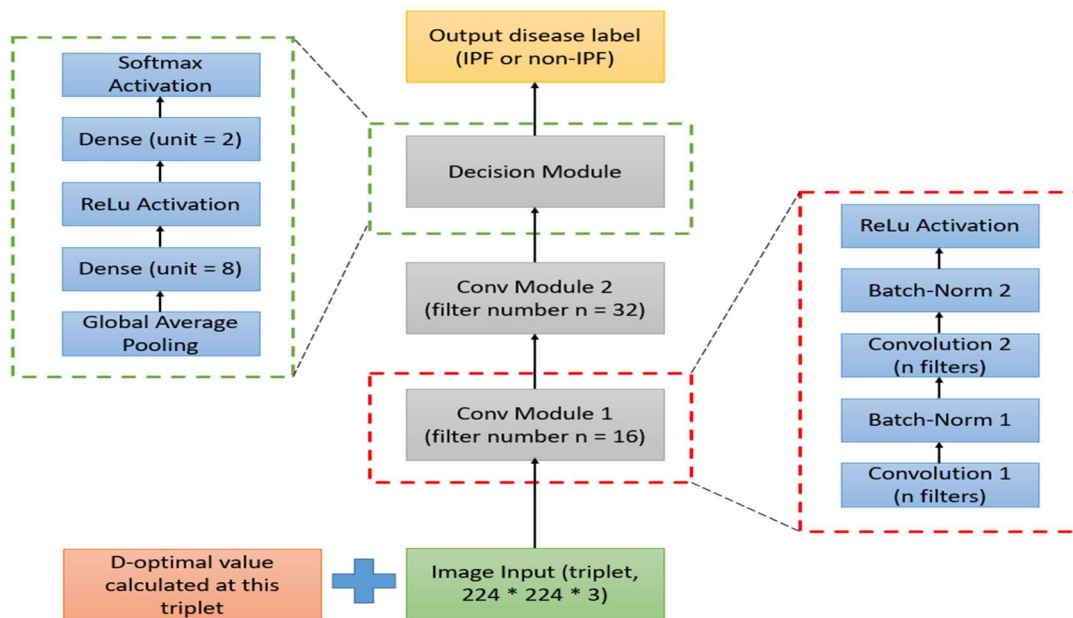 Output disease label
(IPF or non-IPF)
Softmax
Activation
Dense (unit = 2)
ReLu Activation
Dense (unit = 8)
Global Average
Pooling
Decision Module
Conv Module 2
(filter number n = 32)
Conv Module 1
(filter number n = 16)
ReLu Activation
Batch-Norm 2
Convolution 2
(n filters)
Batch-Norm 1
Convolution 1
(n filters)
D-optimal value
calculated at this
triplet
Image Input (triplet,
224 * 224 * 3)